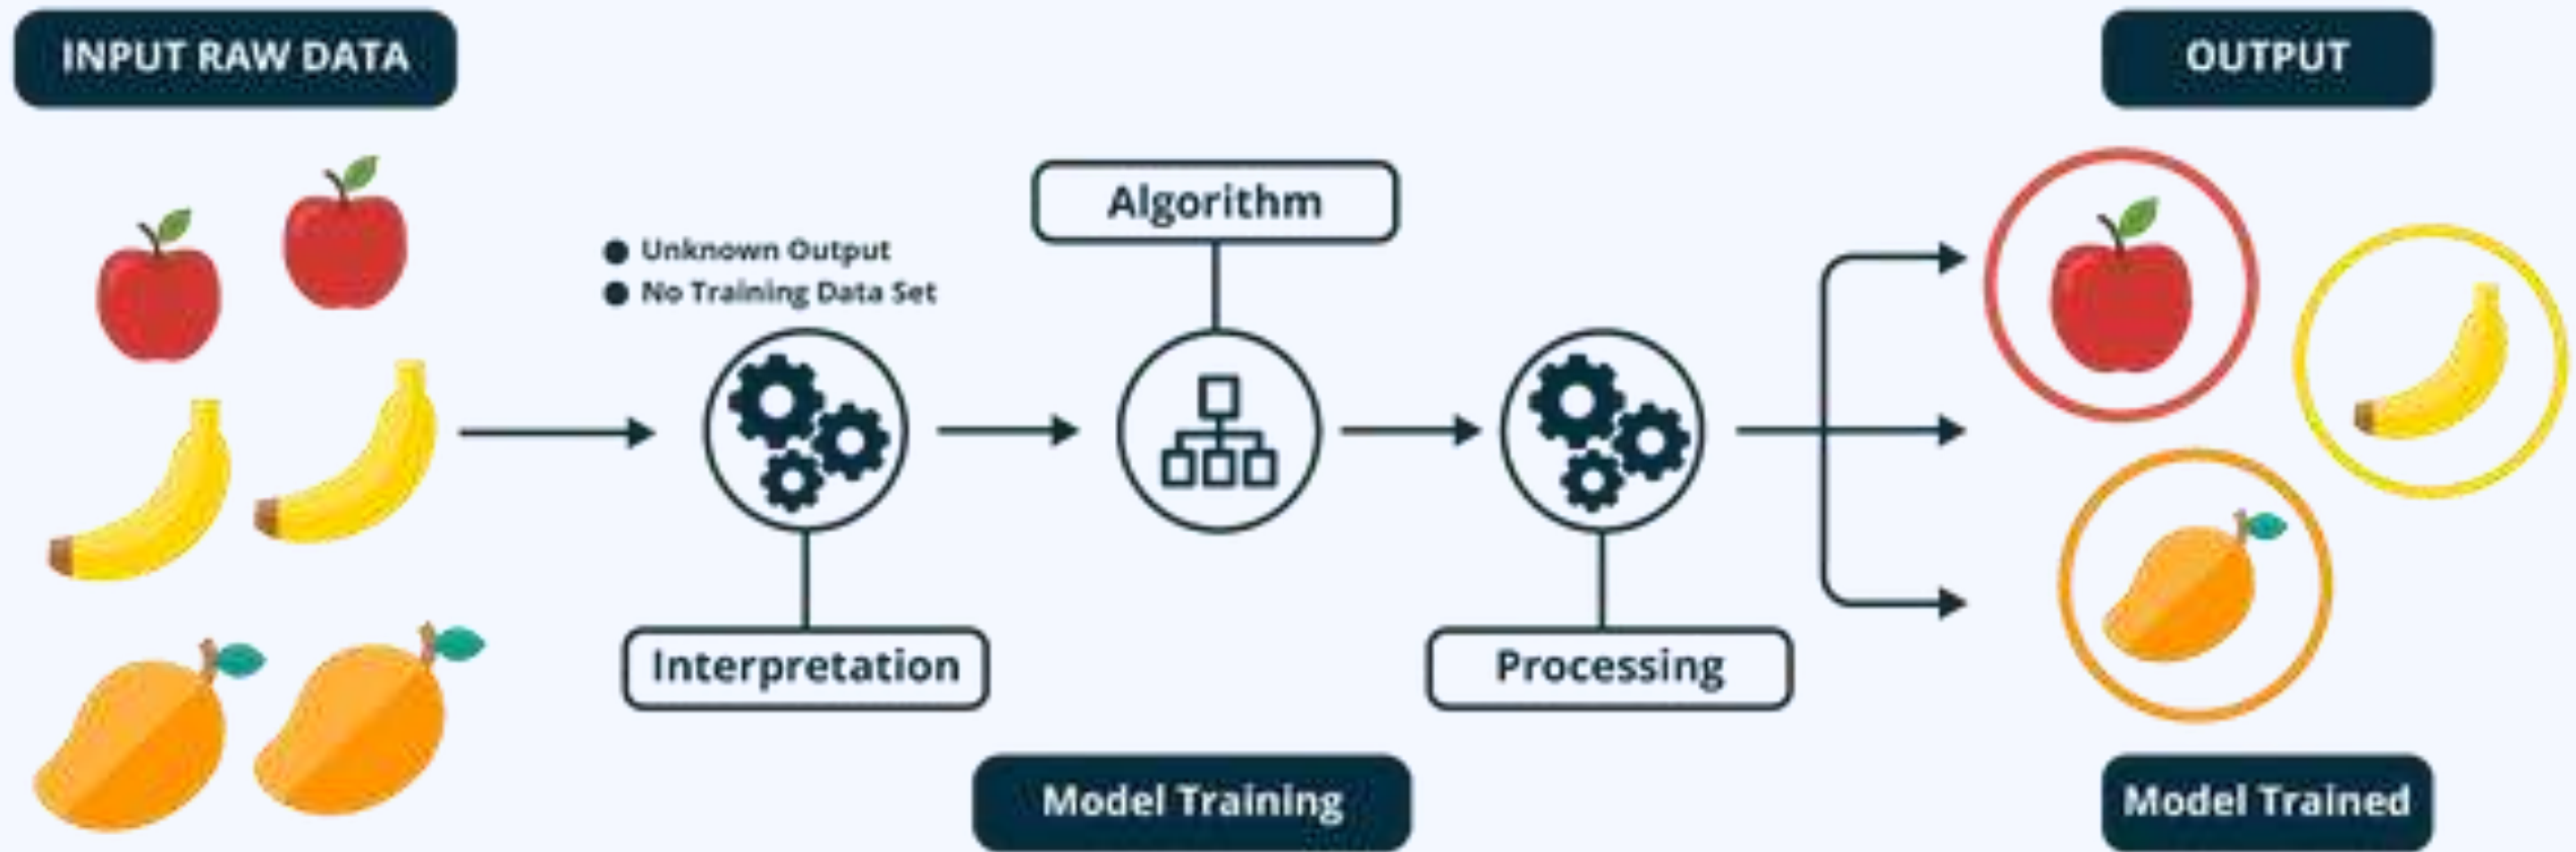 INPUT RAW DATA
OUTPUT
Algorithm
Unknown Output
No Training Data Set
Interpretation
Processing
Model Training
Model Trained